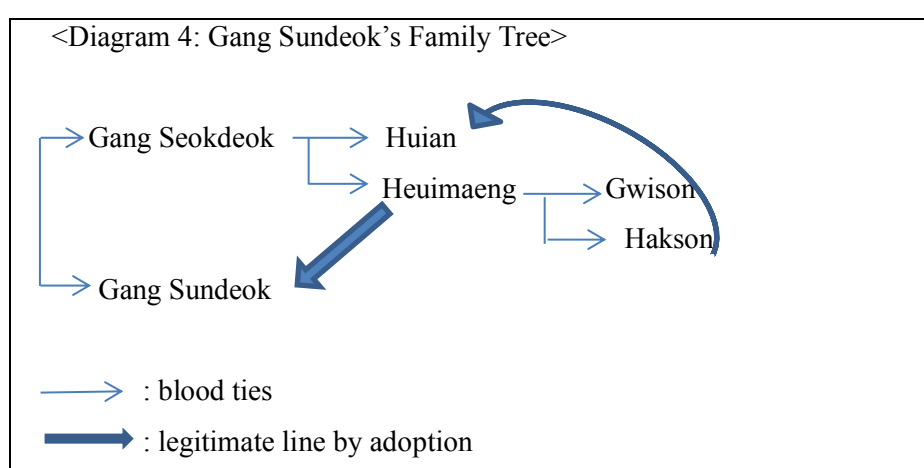 <Diagram 4: Gang Sundeok’s Family Tree>
Gang Seokdeok Huian
Heuimaeng Gwison
Hakson
Gang Sundeok
: blood ties
: legitimate line by adoption